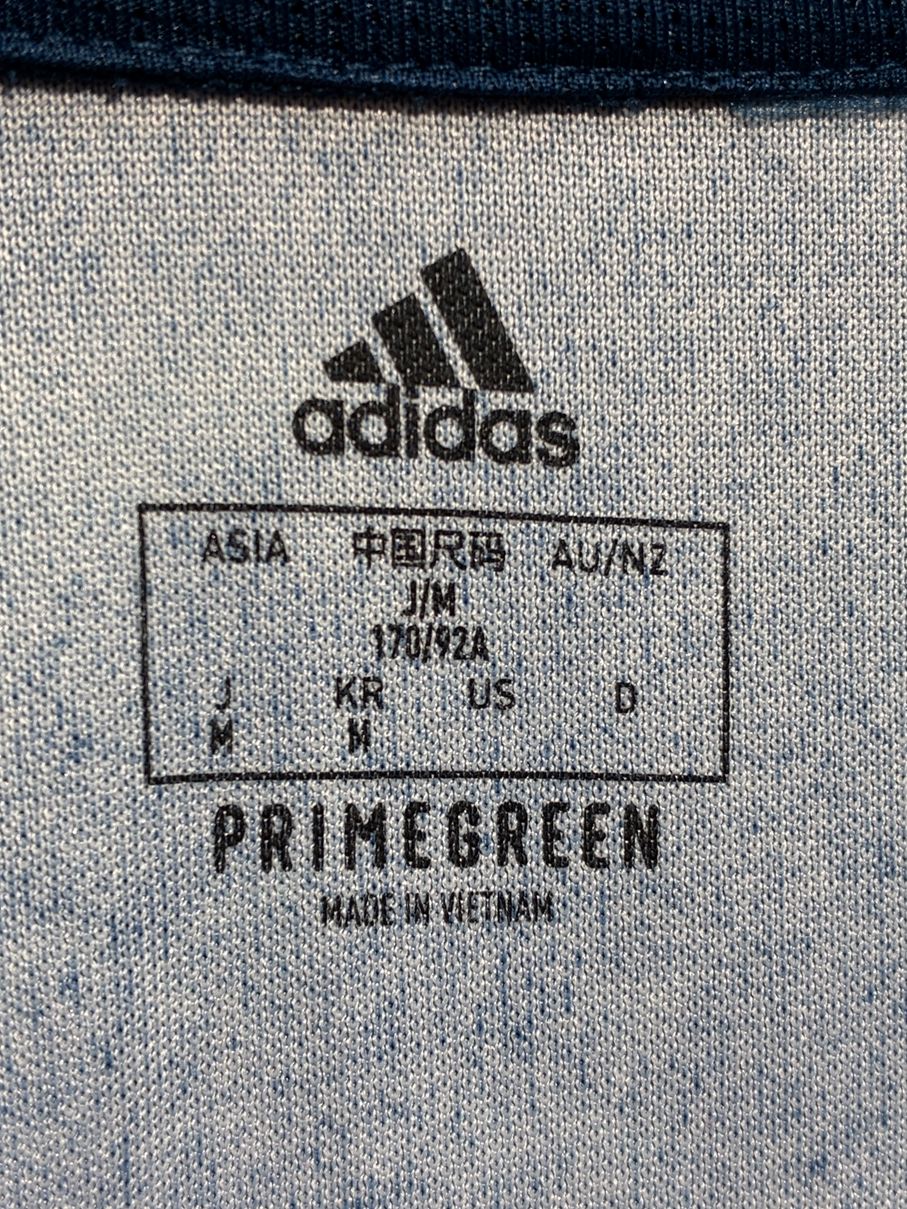 adidas
ASIA 中国尺码 AU/NZ
J/M
170/92A
J KR US D
M M
PRIMEGREEN
MADE IN VIETNAM